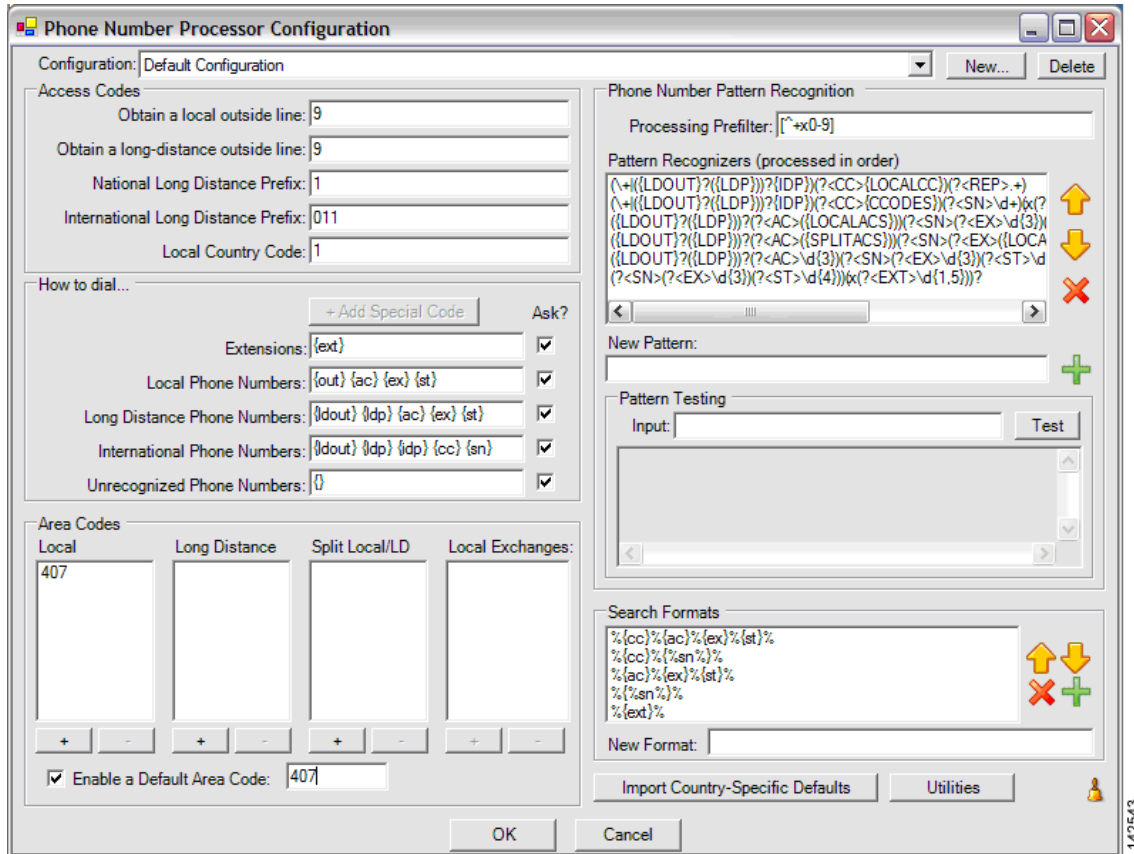 Phone Number Processor Configuration
Configuration: Default Configuration
New...
Delete
Access Codes
Obtain a local outside line: 9
Obtain a long-distance outside line: 9
National Long Distance Prefix: 1
International Long Distance Prefix: 011
Local Country Code: 1
How to dial...
+ Add Special Code
Ask?
Extensions: {ext}
Local Phone Numbers: {out} {ac} {ex} {st}
Long Distance Phone Numbers: {ldout} {ldp} {ac} {ex} {st}
International Phone Numbers: {ldout} {ldp} {idp} {cc} {sn}
Unrecognized Phone Numbers: {}
Area Codes
Local
Long Distance
Split Local/LD
Local Exchanges:
407
+ - + - + - + -
Enable a Default Area Code: 407
Phone Number Pattern Recognition
Processing Prefilter: [^+x0-9]
Pattern Recognizers (processed in order)
(\+|({LDOUT}?({LDP}))?{IDP})(?<CC>{LOCALCC})(?<REP>.+)
(\+|({LDOUT}?({LDP}))?{IDP})(?<CC>{CCODES})(?<SN>\d+)(x(?
({LDOUT}?({LDP}))?(?<AC>({LOCALACS}))(?<SN>(?<EX>\d{3})(
({LDOUT}?({LDP}))?(?<AC>({SPLITACS}))(?<SN>(?<EX>({LOCA
({LDOUT}?({LDP}))?(?<AC>\d{3})(?<SN>(?<EX>\d{3})(?<ST>\d
(?<SN>(?<EX>\d{3})(?<ST>\d{4}))(x(?<EXT>\d{1,5}))?
New Pattern:
Pattern Testing
Input:
Test
Search Formats
%{cc}%{ac}%{ex}%{st}%
%{cc}%{%sn%}%
%{ac}%{ex}%{st}%
%{%sn%}%
%{ext}%
New Format:
Import Country-Specific Defaults
Utilities
OK
Cancel
142543